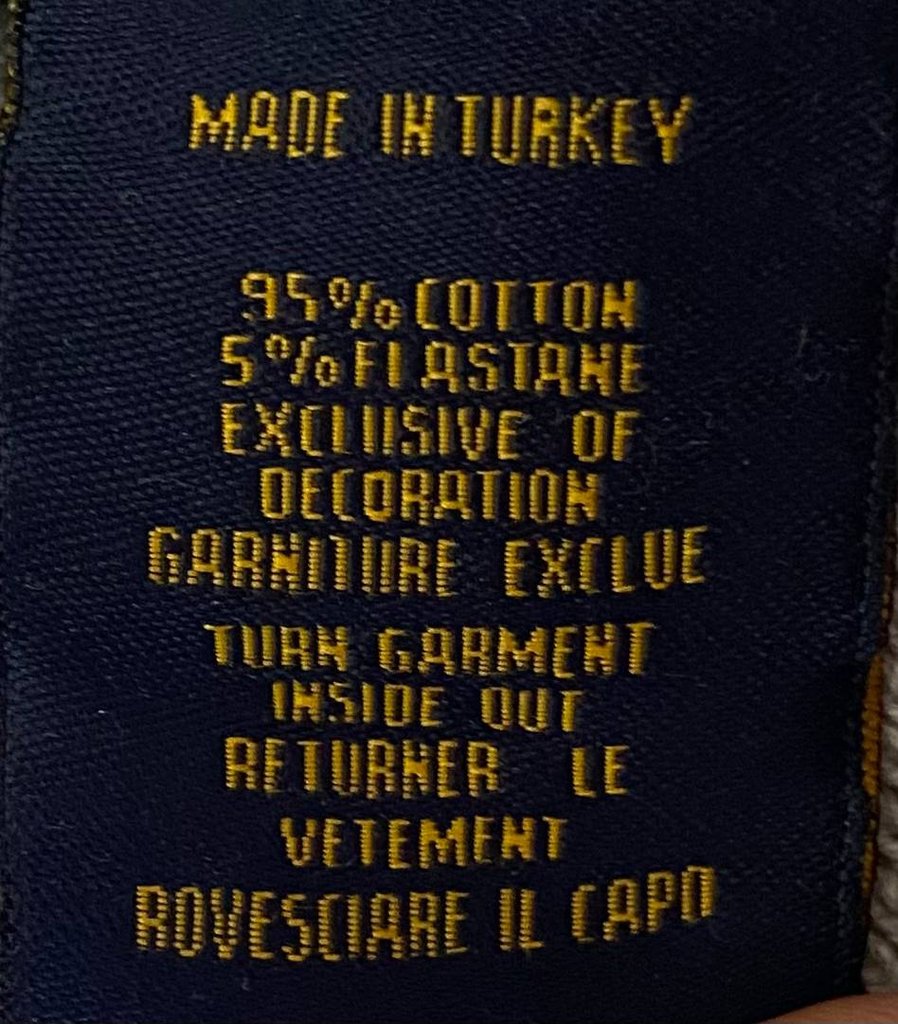 MADE IN TURKEY
95% COTTON
5% ELASTANE
EXCLUSIVE OF
DECORATION
GARNITURE EXCLUE
TURN GARMENT
INSIDE OUT
RETURNER LE
VETEMENT
ROVESCIARE IL CAPO